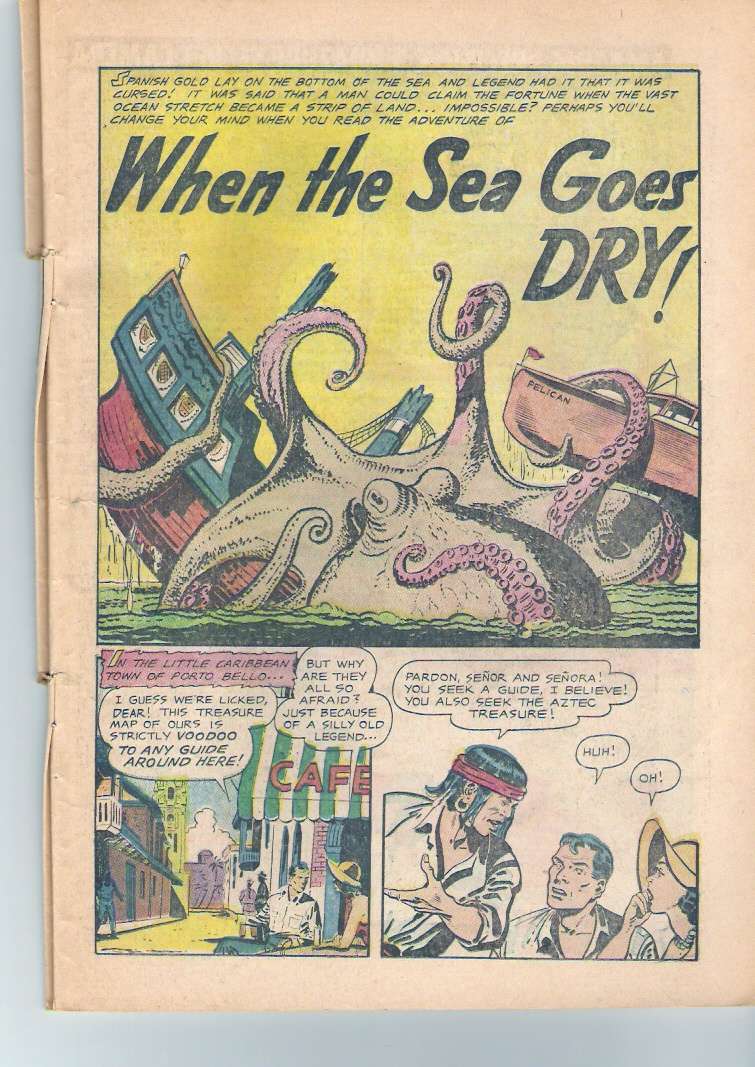 SPANISH GOLD LAY ON THE BOTTOM OF THE SEA AND LEGEND HAD IT THAT IT WAS
CURSED! IT WAS SAID THAT A MAN COULD CLAIM THE FORTUNE WHEN THE VAST
OCEAN STRETCH BECAME A STRIP OF LAND... IMPOSSIBLE? PERHAPS YOU'LL
CHANGE YOUR MIND WHEN YOU READ THE ADVENTURE OF
When the Sea Goes
DRY!
PELICAN
IN THE LITTLE CARIBBEAN
TOWN OF PORTO BELLO...
I GUESS WE'RE LICKED,
DEAR! THIS TREASURE
MAP OF OURS IS
STRICTLY VOODOO
TO ANY GUIDE
AROUND HERE!
BUT WHY
ARE THEY
ALL SO
AFRAID?
JUST BECAUSE
OF A SILLY OLD
LEGEND...
CAFE
PARDON, SEÑOR AND SEÑORA!
YOU SEEK A GUIDE, I BELIEVE!
YOU ALSO SEEK THE AZTEC
TREASURE!
HUH!
OH!